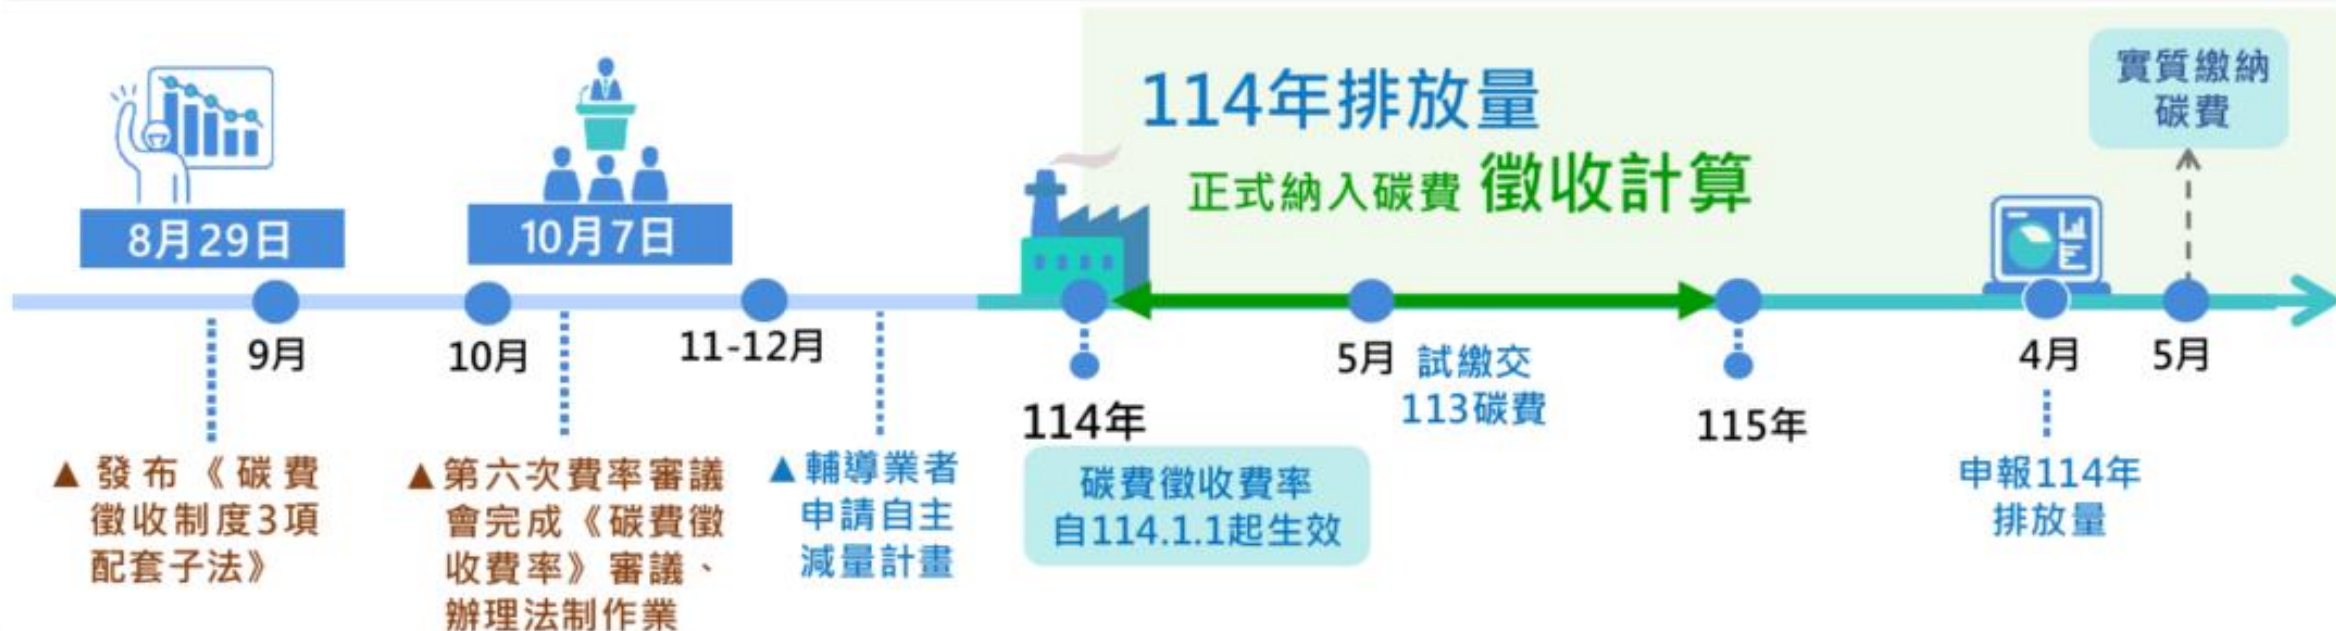 8月29日
9月
▲發布《碳費
徵收制度3項
配套子法》
10月7日
10月
▲第六次費率審議
會完成《碳費徵
收費率》審議、
辦理法制作業
11-12月
▲輔導業者
申請自主
減量計畫
114年排放量
正式納入碳費 徵收計算
114年
碳費徵收費率
自114.1.1起生效
5月 試繳交
113碳費
115年
4月
申報114年
排放量
5月
實質繳納
碳費